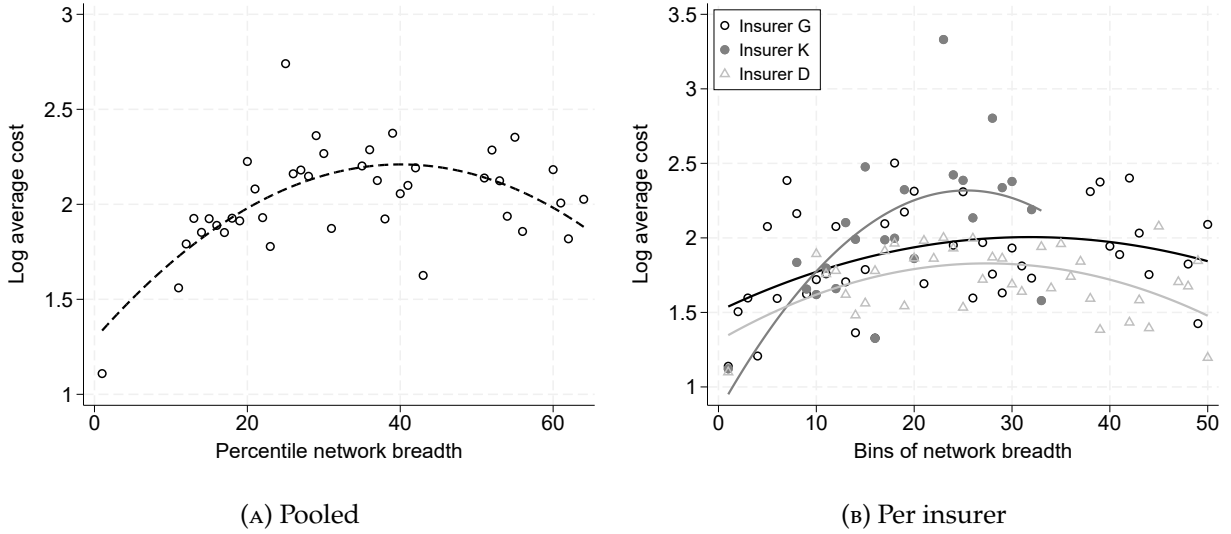 3
2.5
2
1.5
1
Log average cost
0
20
40
60
Percentile network breadth
(A) Pooled
3.5
3
2.5
2
1.5
1
Log average cost
Insurer G
Insurer K
Insurer D
0
10
20
30
40
50
Bins of network breadth
(B) Per insurer